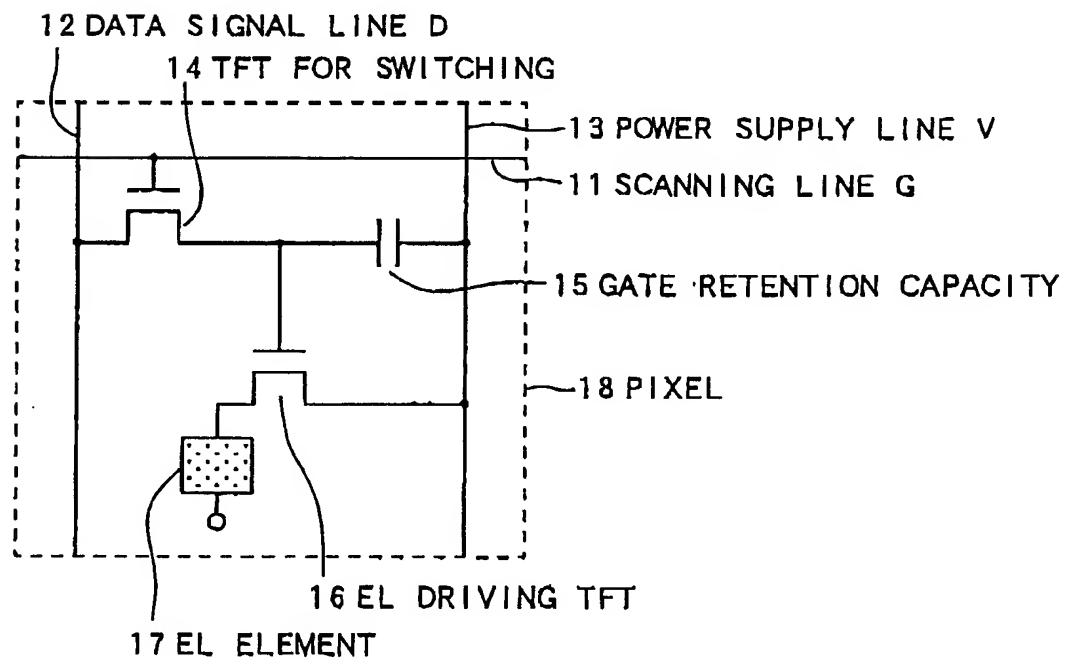 12 DATA SIGNAL LINE D
14 TFT FOR SWITCHING
13 POWER SUPPLY LINE V
11 SCANNING LINE G
15 GATE RETENTION CAPACITY
18 PIXEL
16 EL DRIVING TFT
17 EL ELEMENT